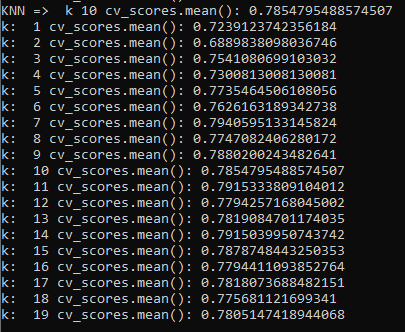 KNN =>  k 10 cv_scores.mean(): 0.7854795488574507
k:  1 cv_scores.mean(): 0.7239123742356184
k:  2 cv_scores.mean(): 0.6889838098036746
k:  3 cv_scores.mean(): 0.7541080699103032
k:  4 cv_scores.mean(): 0.7300813008130081
k:  5 cv_scores.mean(): 0.7735464506108056
k:  6 cv_scores.mean(): 0.7626163189342738
k:  7 cv_scores.mean(): 0.7940595133145824
k:  8 cv_scores.mean(): 0.7747082406280172
k:  9 cv_scores.mean(): 0.7880200243482641
k:  10 cv_scores.mean(): 0.7854795488574507
k:  11 cv_scores.mean(): 0.7915333809104012
k:  12 cv_scores.mean(): 0.7794257168045002
k:  13 cv_scores.mean(): 0.7819084701174035
k:  14 cv_scores.mean(): 0.7915039950743742
k:  15 cv_scores.mean(): 0.7878748443250353
k:  16 cv_scores.mean(): 0.7794411093852764
k:  17 cv_scores.mean(): 0.7818073688482151
k:  18 cv_scores.mean(): 0.775681121699341
k:  19 cv_scores.mean(): 0.7805147418944068